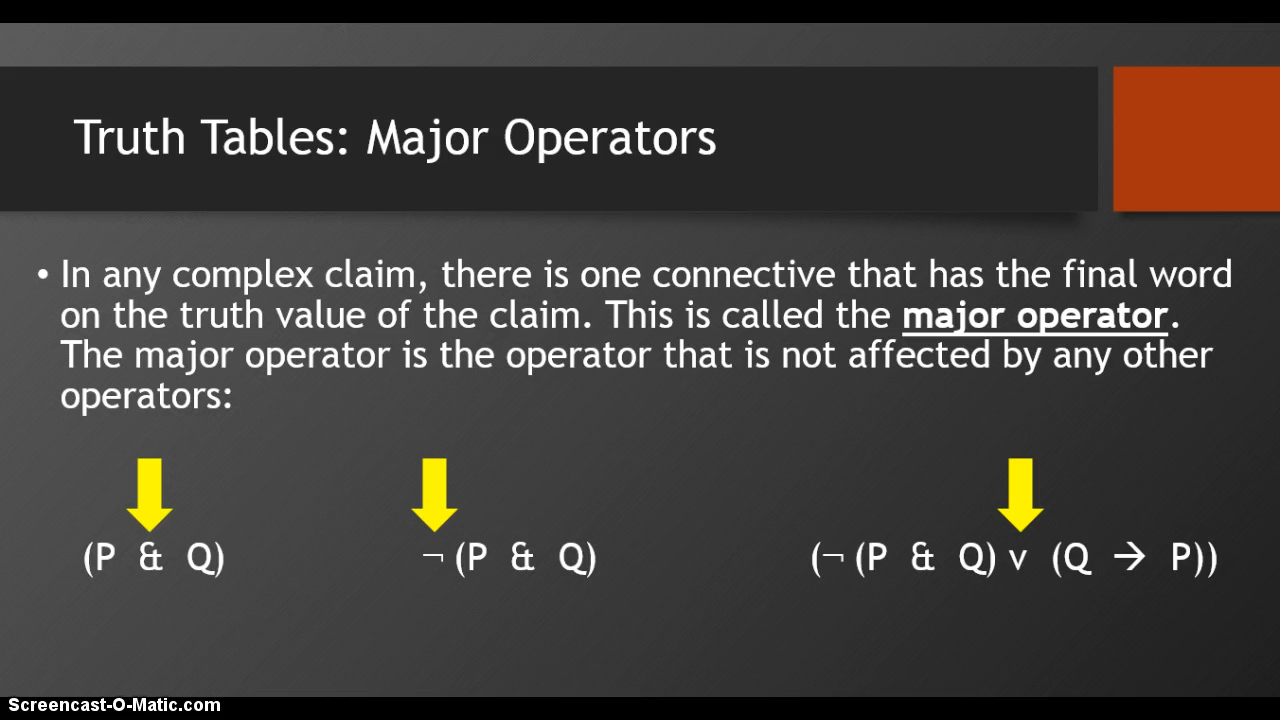 Truth Tables: Major Operators
• In any complex claim, there is one connective that has the final word
on the truth value of the claim. This is called the major operator.
The major operator is the operator that is not affected by any other
operators:
(P & Q) ¬ (P & Q) (¬ (P & Q) v (Q → P))
Screencast-O-Matic.com